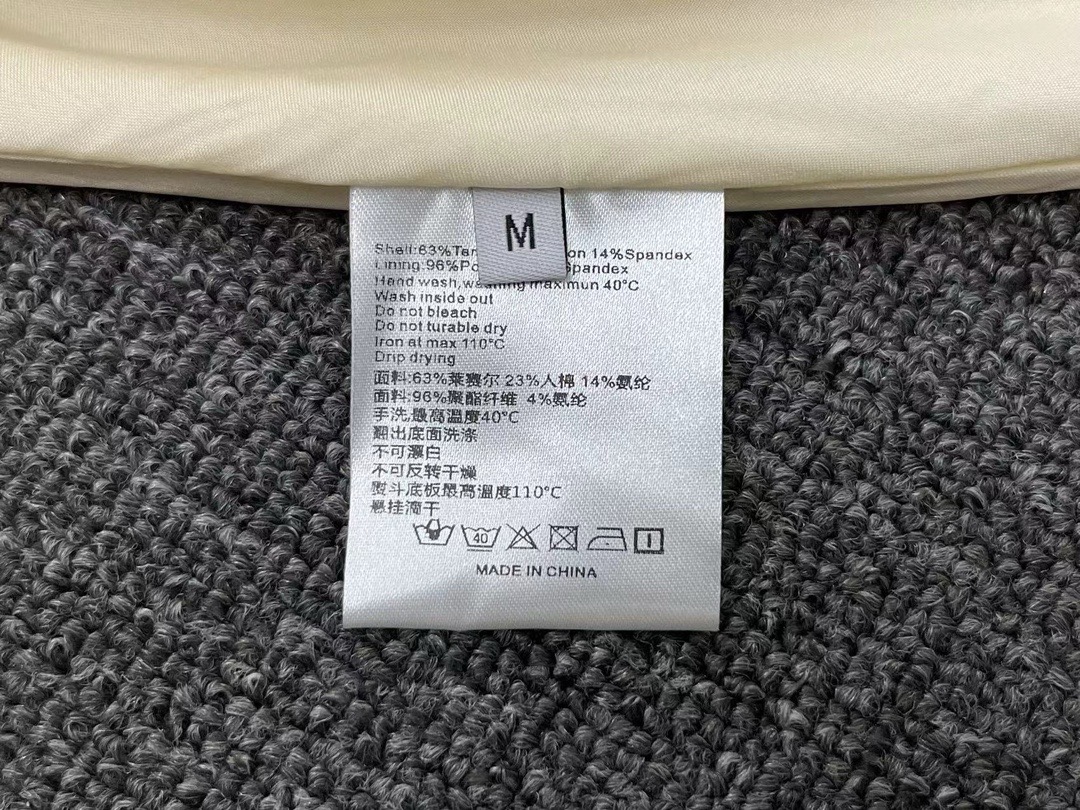 M
Shell:63% on 14%Spandex
Lining:96%
Hand wash, maximun 40°C
Wash inside out
Do not bleach
Do not turable dry
Iron at max 110°C
Drip drying
面料:63%莱赛尔 23%人棉 14%氨纶
面料:96%聚酯纤维 4%氨纶
手洗,最高温度40°C
翻出底面洗涤
不可漂白
不可反转干燥
熨斗底板最高温度110°C
悬挂滴干
40
MADE IN CHINA